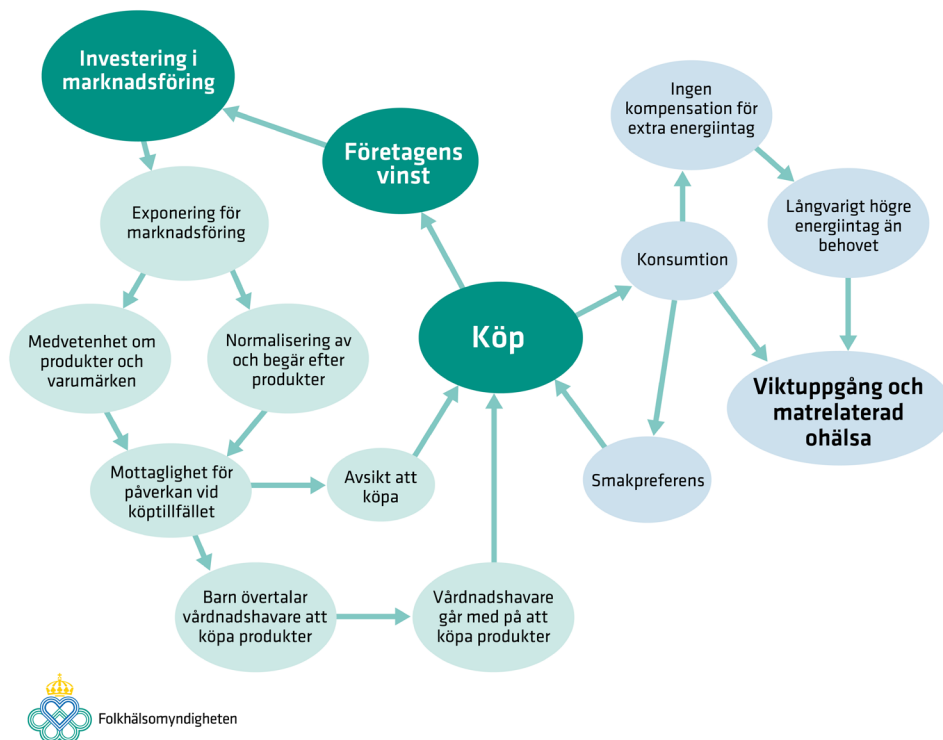 Investering i
marknadsföring
Företagens
vinst
Exponering för
marknadsföring
Medvetenhet om
produkter och
varumärken
Normalisering av
och begär efter
produkter
Mottaglighet för
påverkan vid
köptillfället
Avsikt att
köpa
Barn övertalar
vårdnadshavare att
köpa produkter
Vårdnadshavare
går med på att
köpa produkter
Köp
Konsumtion
Ingen
kompensation för
extra energiintag
Långvarigt högre
energiintag än
behovet
Viktuppgång och
matrelaterad
ohälsa
Smakpreferens
Folkhälsomyndigheten